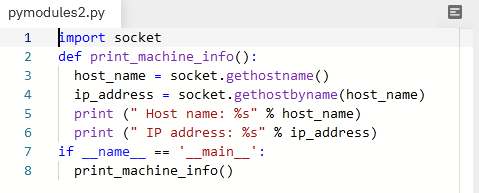 pymodules2.py
1 import socket
2 def print_machine_info():
3   host_name = socket.gethostname()
4   ip_address = socket.gethostbyname(host_name)
5   print (" Host name: %s" % host_name)
6   print (" IP address: %s" % ip_address)
7 if __name__ == '__main__':
8   print_machine_info()